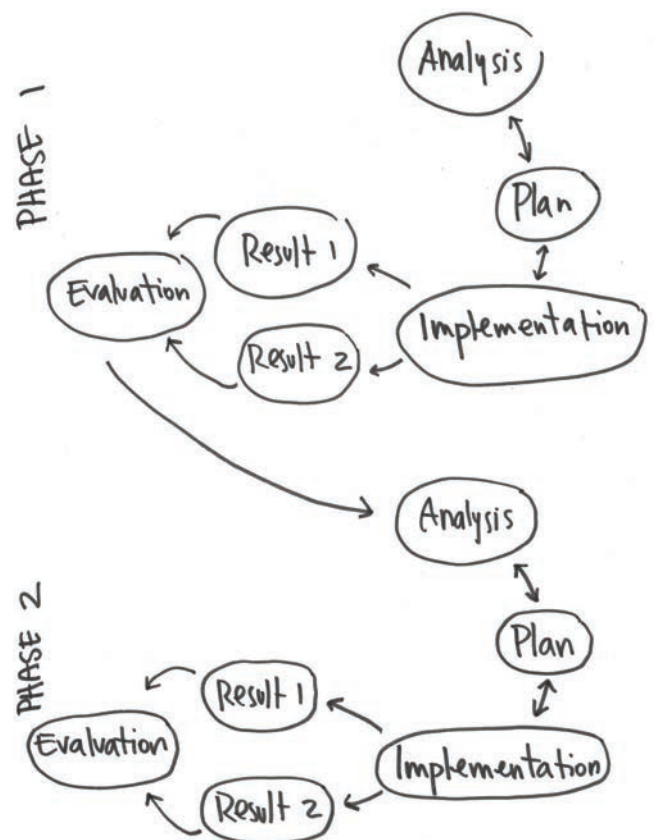 PHASE 1
Analysis
Plan
Implementation
Result 1
Result 2
Evaluation
PHASE 2
Analysis
Plan
Implementation
Result 1
Result 2
Evaluation